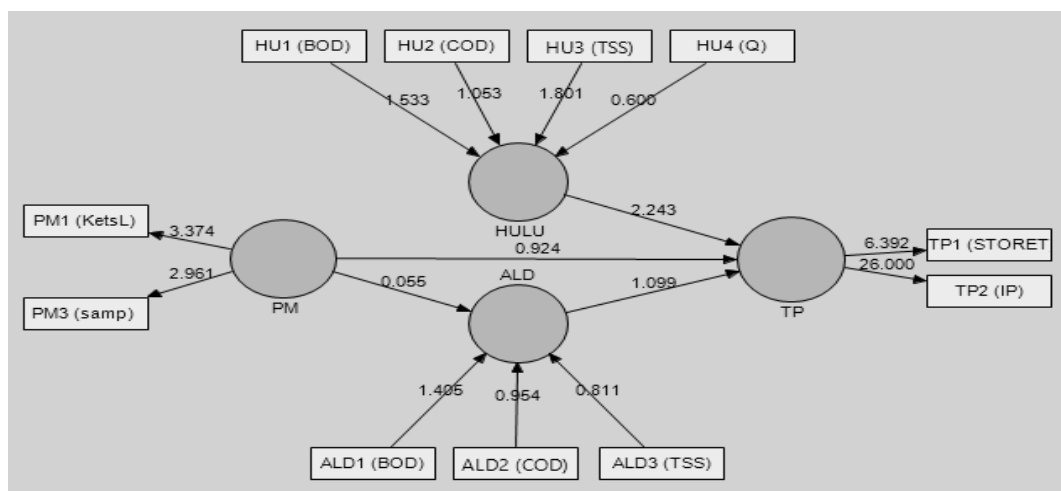 HU1 (BOD)
HU2 (COD)
HU3 (TSS)
HU4 (Q)
1.533
1.053
1.801
0.600
HULU
2.243
PM1 (KetsL)
3.374
2.961
PM3 (samp)
PM
0.924
0.055
ALD
1.099
TP
6.392
26.000
TP1 (STORET
TP2 (IP)
1.405
0.954
0.811
ALD1 (BOD)
ALD2 (COD)
ALD3 (TSS)